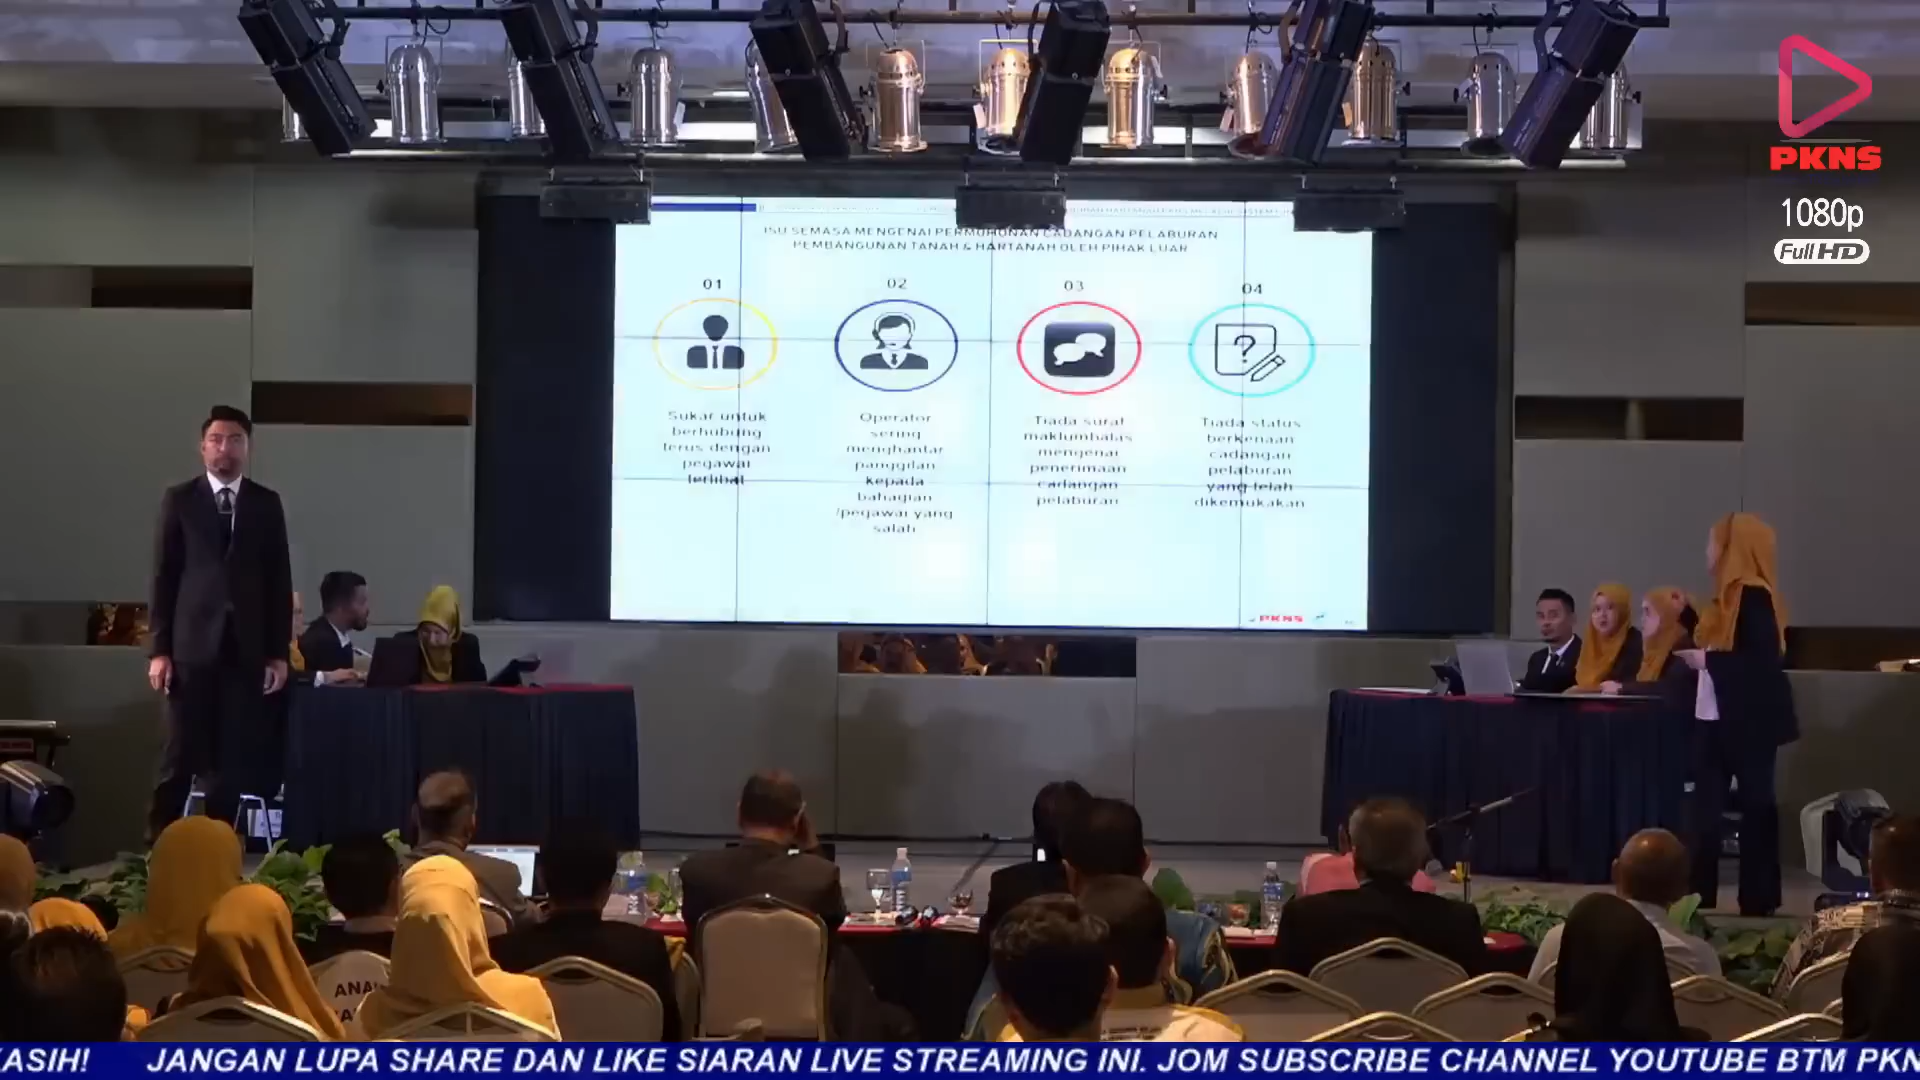 PKNS
1080p
Full HD
ISU SEMASA MENGENAI PERMOHONAN CADANGAN PELABURAN
PEMBANGUNAN TANAH & HARTANAH OLEH PIHAK LUAR
01
Sukar untuk
berhubung
terus dengan
pegawai
terlibat
02
Operator
sering
menghantar
panggilan
kepada
bahagian
/pegawai yang
salah
03
Tiada surat
maklumbalas
mengenai
penerimaan
cadangan
pelaburan
04
Tiada status
berkenaan
cadangan
pelaburan
yang telah
dikemukakan
PKNS
KASIH! JANGAN LUPA SHARE DAN LIKE SIARAN LIVE STREAMING INI. JOM SUBSCRIBE CHANNEL YOUTUBE BTM PKN